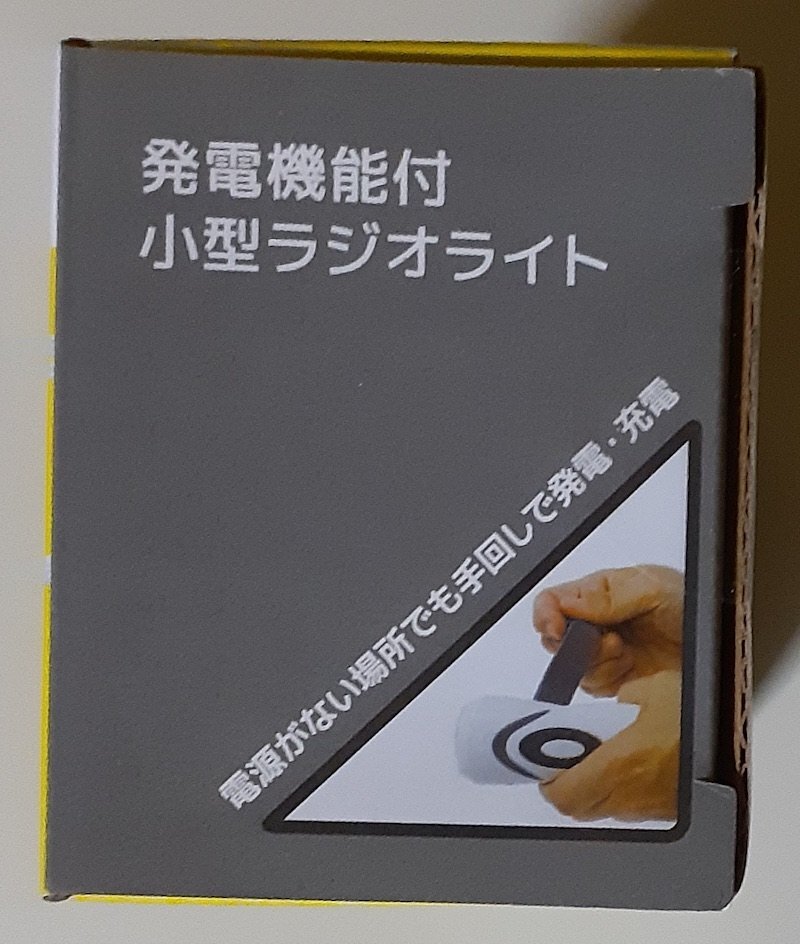 発電機能付
小型ラジオライト
電源がない場所でも手回しで発電・充電